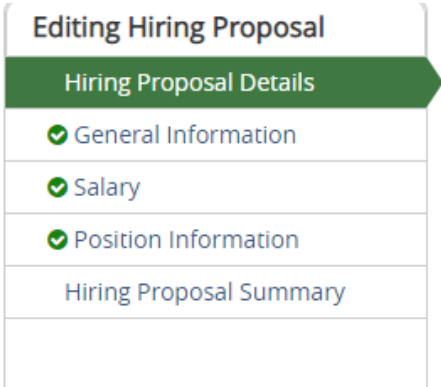 Editing Hiring Proposal
Hiring Proposal Details
General Information
Salary
Position Information
Hiring Proposal Summary